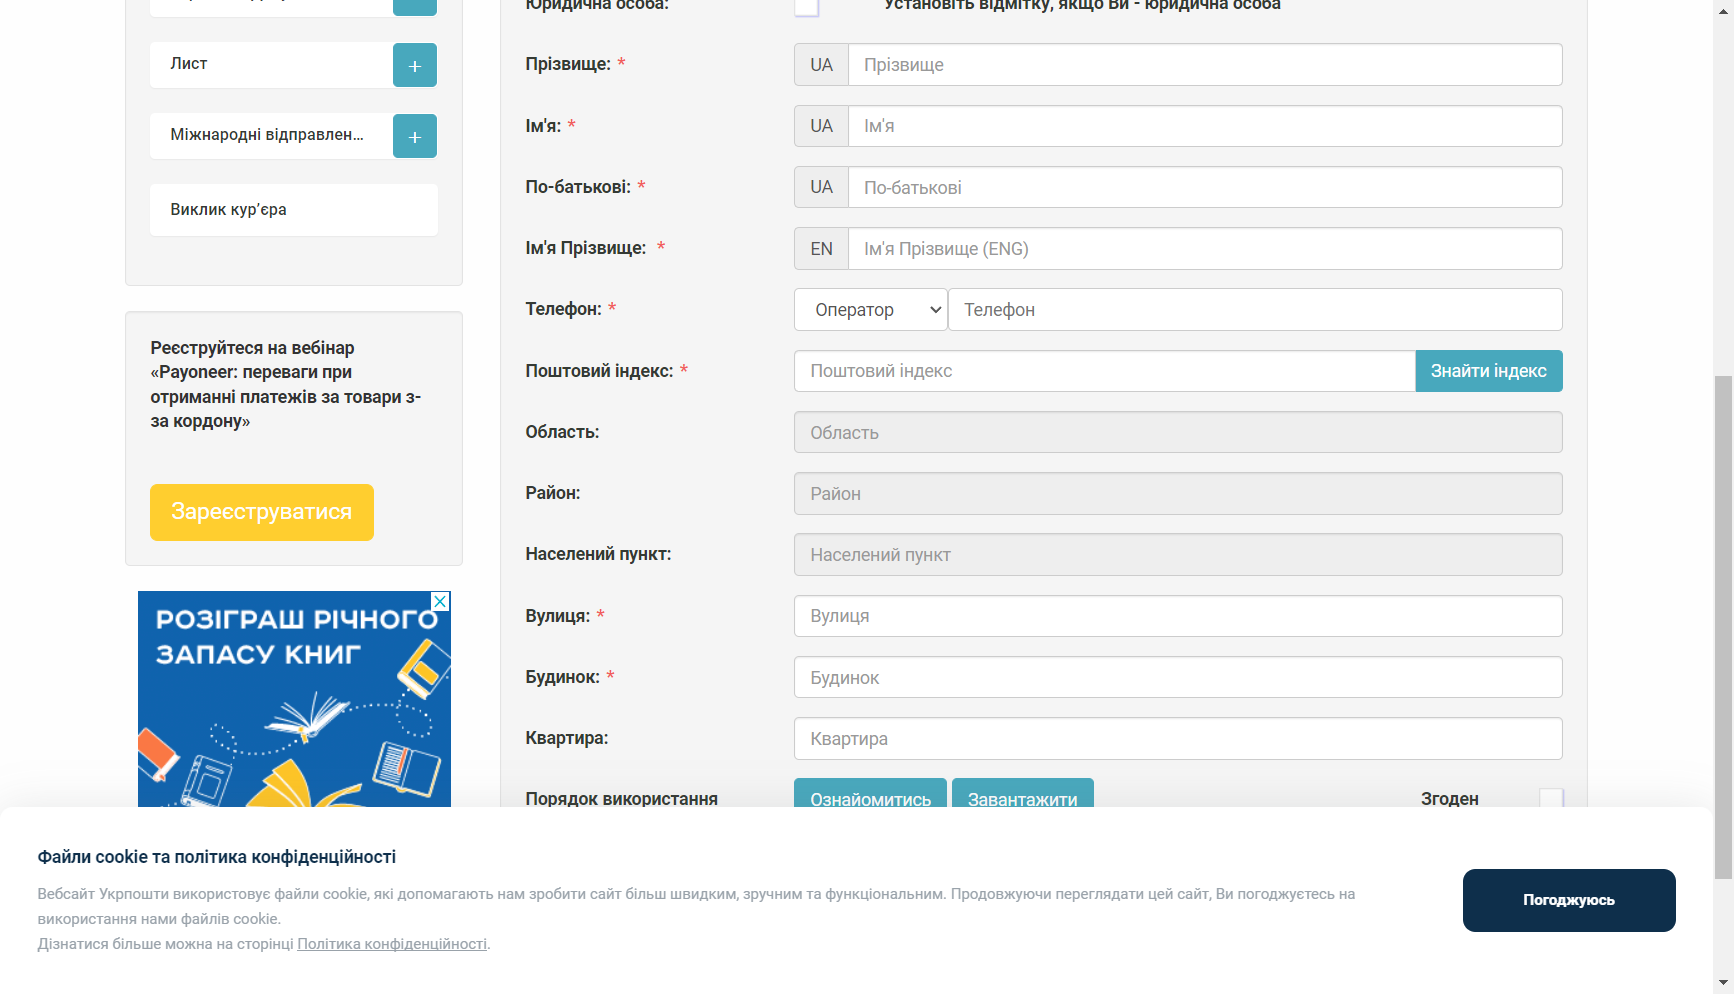 Лист
+
Міжнародні відправлен...
+
Виклик кур’єра
Реєструйтеся на вебінар
«Payoneer: переваги при
отриманні платежів за товари з-
за кордону»
Зареєструватися
РОЗІГРАШ РІЧНОГО
ЗАПАСУ КНИГ
Юридична особа:
Установіть відмітку, якщо Ви - юридична особа
Прізвище: *
UA Прізвище
Ім'я: *
UA Ім'я
По-батькові: *
UA По-батькові
Ім'я Прізвище: *
EN Ім'я Прізвище (ENG)
Телефон: *
Оператор Телефон
Поштовий індекс: *
Поштовий індекс Знайти індекс
Область:
Область
Район:
Район
Населений пункт:
Населений пункт
Вулиця: *
Вулиця
Будинок: *
Будинок
Квартира:
Квартира
Порядок використання
Ознайомитись Завантажити Згоден
Файли cookie та політика конфіденційності
Вебсайт Укрпошти використовує файли cookie, які допомагають нам зробити сайт більш швидким, зручним та функціональним. Продовжуючи переглядати цей сайт, Ви погоджуєтесь на
використання нами файлів cookie.
Дізнатися більше можна на сторінці Політика конфіденційності.
Погоджуюсь